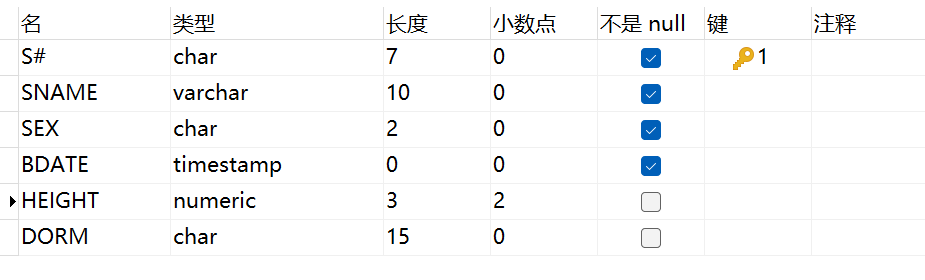 名 类型 长度 小数点 不是 null 键 注释
S# char 7 0 1
SNAME varchar 10 0
SEX char 2 0
BDATE timestamp 0 0
HEIGHT numeric 3 2
DORM char 15 0